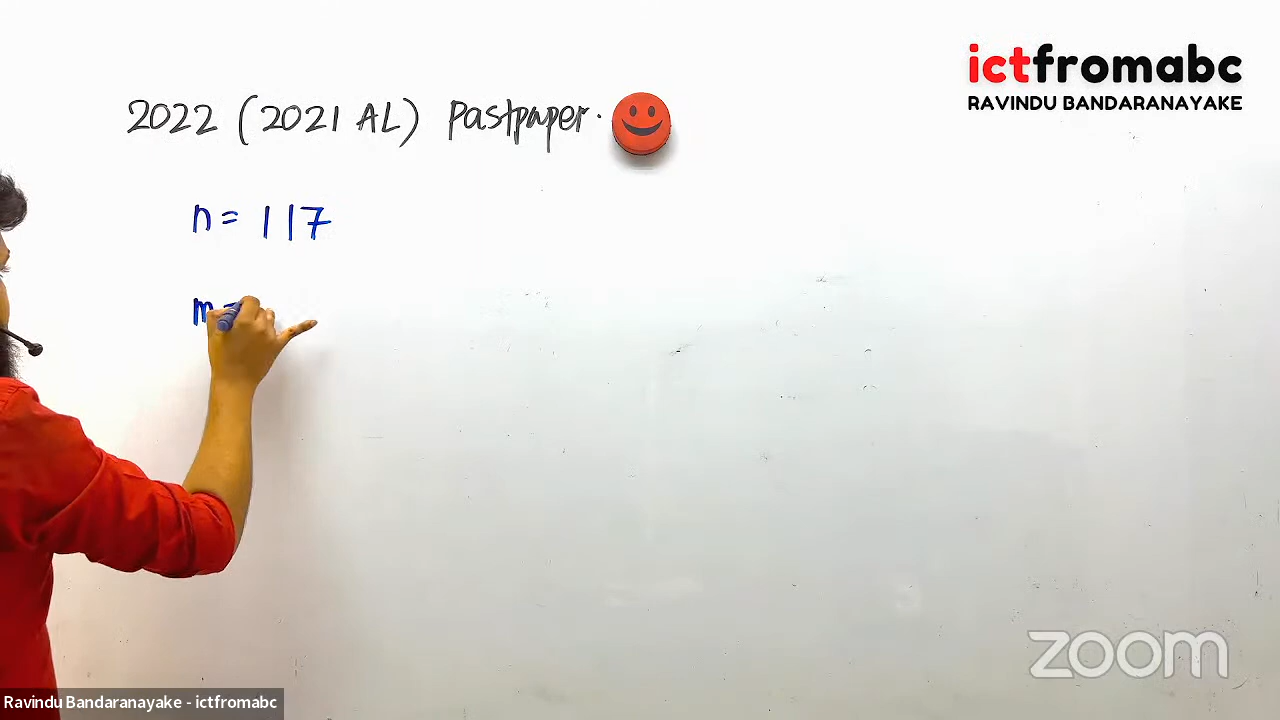 2022 (2021 AL) Pastpaper.
ictfromabc
RAVINDU BANDARANAYAKE
n = 117
m =
zoom
Ravindu Bandaranayake - ictfromabc